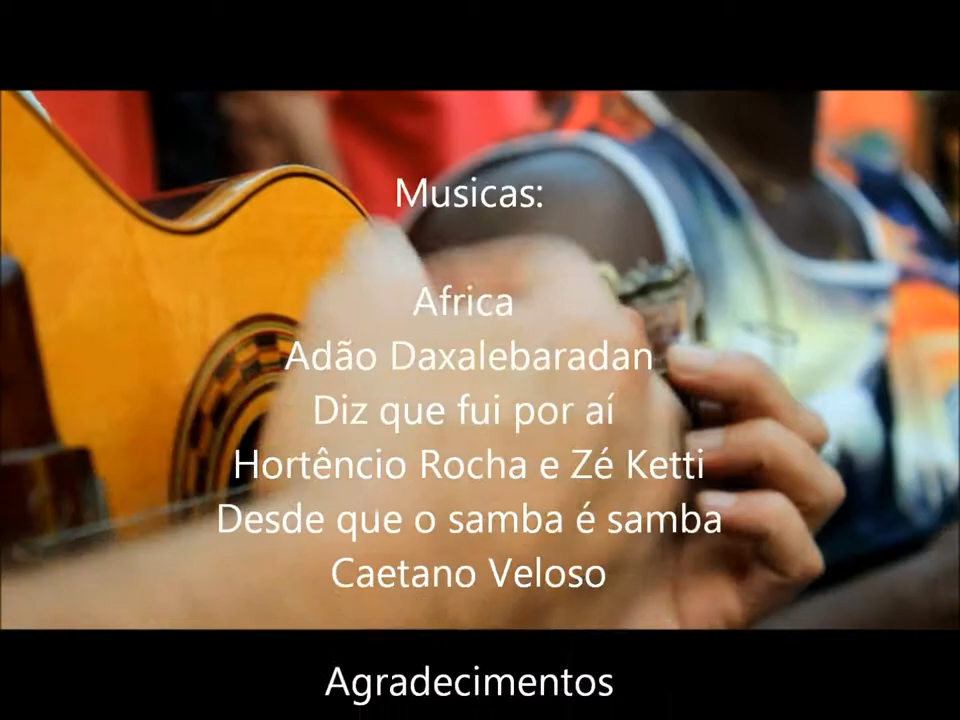 Musicas:
Africa
Adão Daxalebaradan
Diz que fui por aí
Hortêncio Rocha e Zé Ketti
Desde que o samba é samba
Caetano Veloso
Agradecimentos